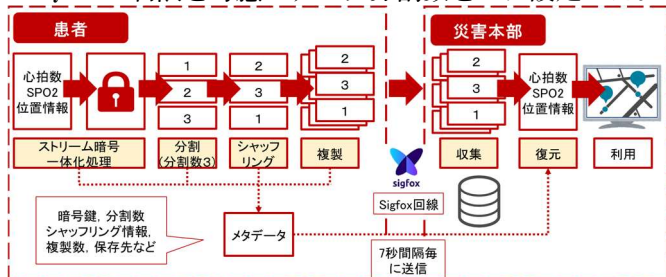 患者
災害本部
心拍数
SPO2
位置情報
1
2
3
2
3
1
2
3
1
2
3
1
心拍数
SPO2
位置情報
ストリーム暗号
一体化処理
分割
(分割数3)
シャッフ
リング
複製
収集
復元
利用
sigfox
Sigfox回線
暗号鍵，分割数
シャッフリング情報，
複製数，保存先など
メタデータ
7秒間隔毎
に送信